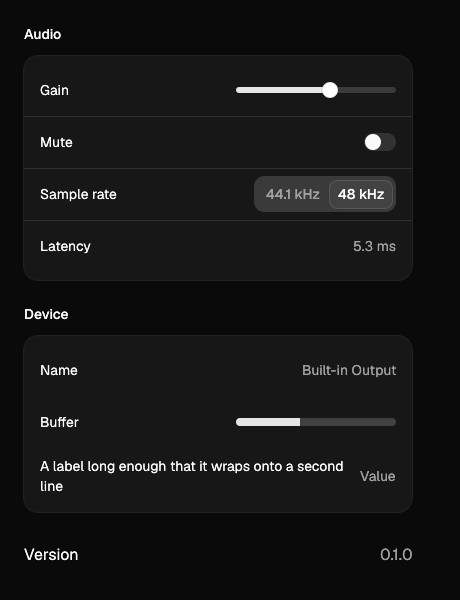 Audio
Gain
Mute
Sample rate 44.1 kHz 48 kHz
Latency 5.3 ms
Device
Name Built-in Output
Buffer
A label long enough that it wraps onto a second
line
Value
Version 0.1.0